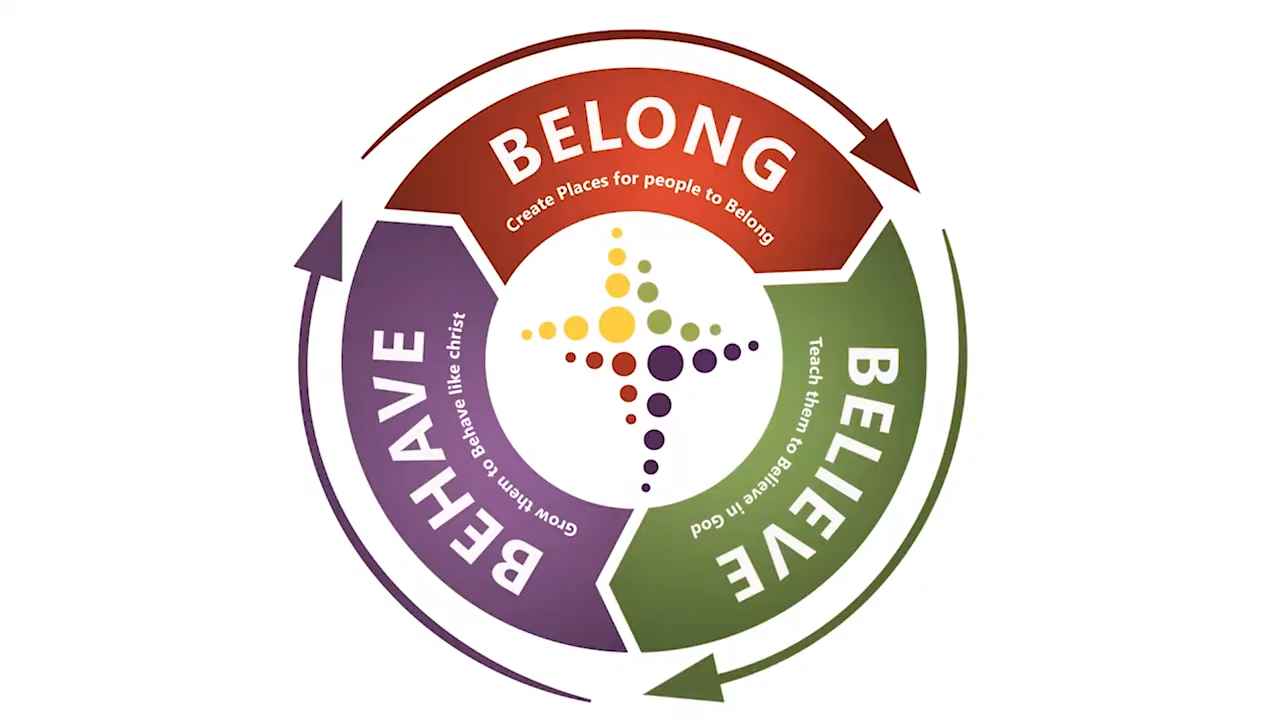 BELONG
Create Places for people to Belong
BELIEVE
Teach them to Believe in God
BEHAVE
Grow them to Behave like christ